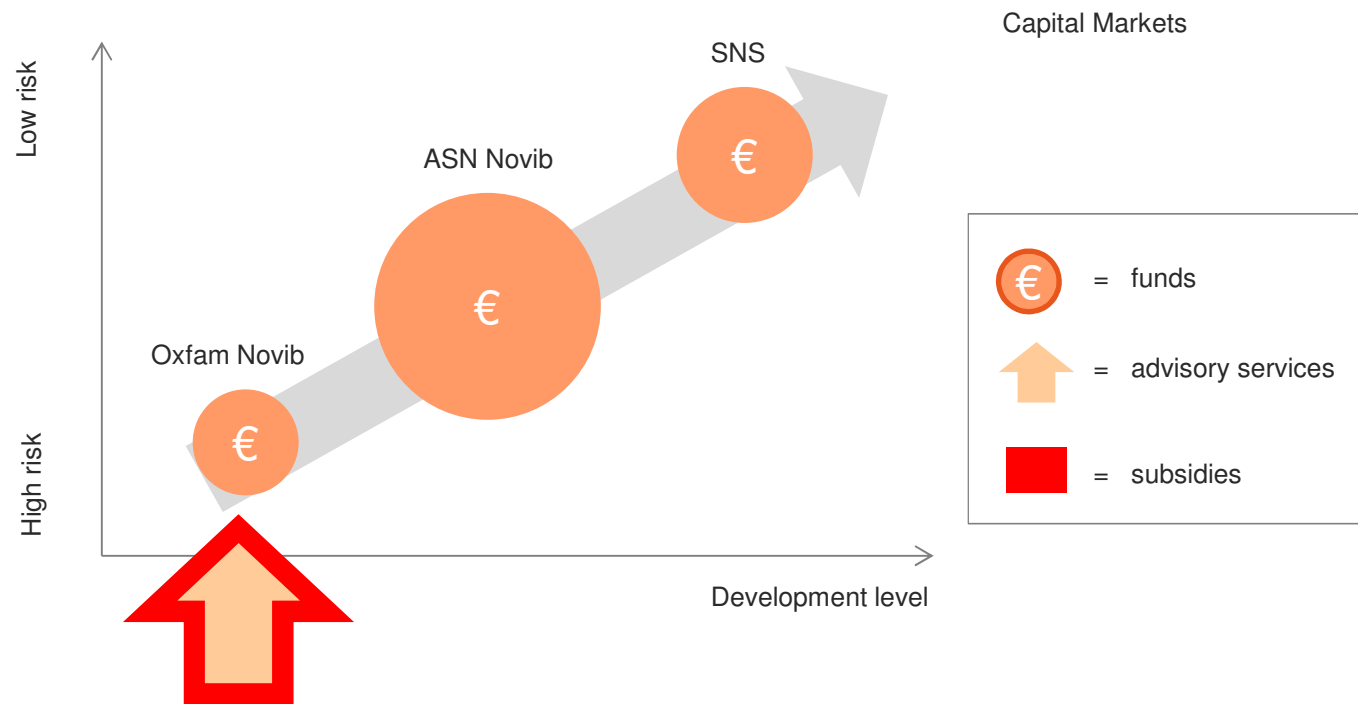 Capital Markets
SNS
Low risk
ASN Novib
€
€
Oxfam Novib
€
High risk
€ = funds
= advisory services
= subsidies
Development level